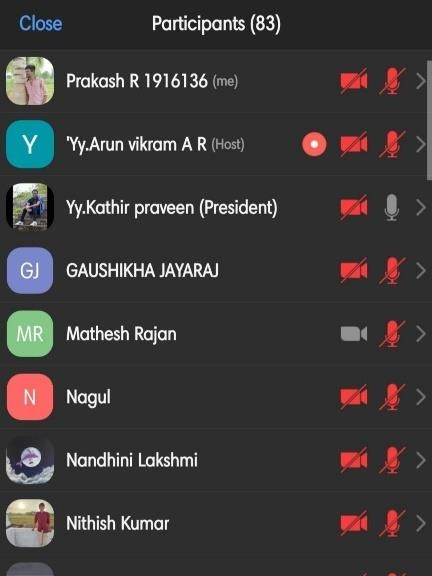 Close Participants (83)
Prakash R 1916136 (me)
Y 'Yy.Arun vikram A R (Host)
Yy.Kathir praveen (President)
GJ GAUSHIKHA JAYARAJ
MR Mathesh Rajan
N Nagul
Nandhini Lakshmi
Nithish Kumar